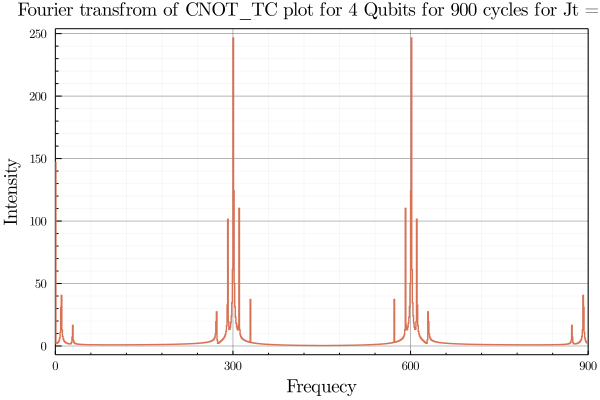 Fourier transfrom of CNOT_TC plot for 4 Qubits for 900 cycles for Jt =
250
200
150
100
50
0
Intensity
0 300 600 900
Frequecy